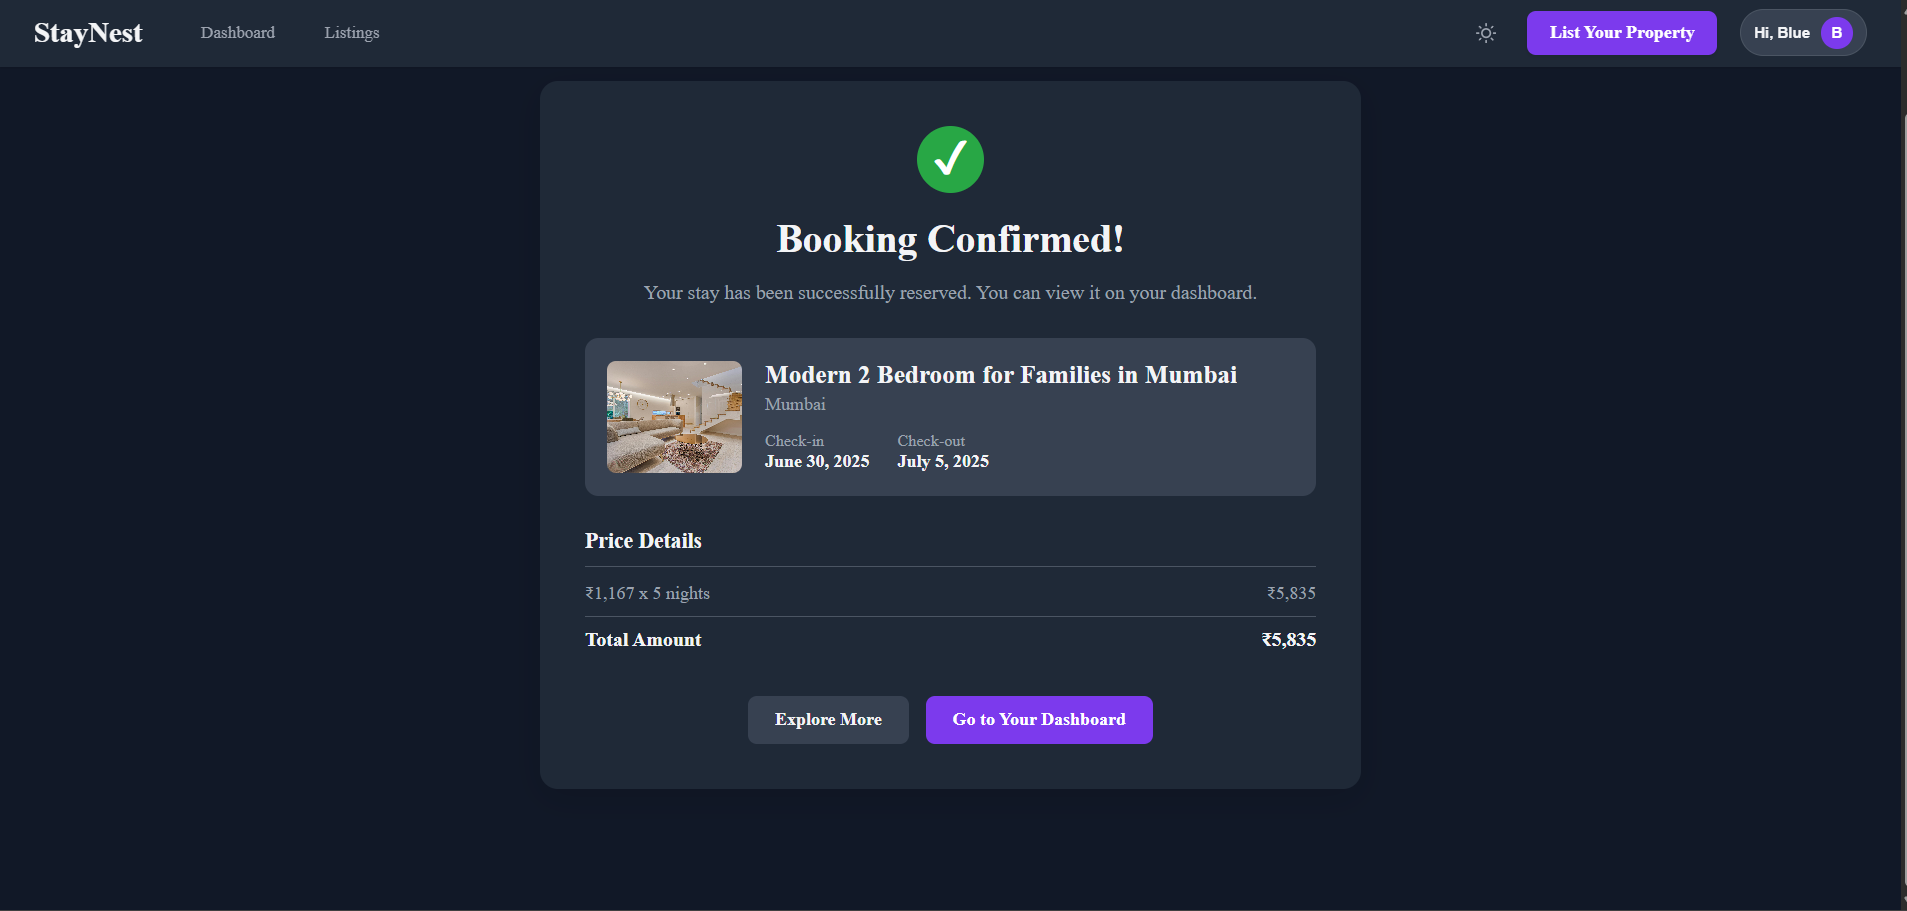 StayNest
Dashboard
Listings
List Your Property
Hi, Blue
B
Booking Confirmed!
Your stay has been successfully reserved. You can view it on your dashboard.
Modern 2 Bedroom for Families in Mumbai
Mumbai
Check-in
June 30, 2025
Check-out
July 5, 2025
Price Details
₹1,167 x 5 nights
₹5,835
Total Amount
₹5,835
Explore More
Go to Your Dashboard